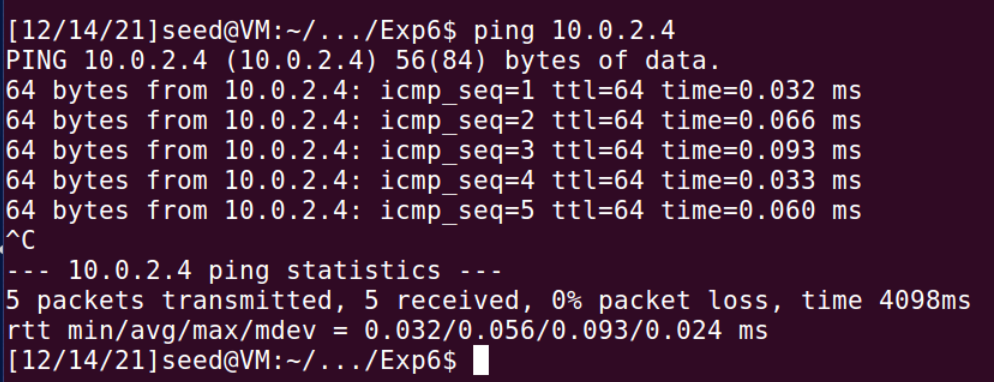 [12/14/21]seed@VM:~/.../Exp6$ ping 10.0.2.4
PING 10.0.2.4 (10.0.2.4) 56(84) bytes of data.
64 bytes from 10.0.2.4: icmp_seq=1 ttl=64 time=0.032 ms
64 bytes from 10.0.2.4: icmp_seq=2 ttl=64 time=0.066 ms
64 bytes from 10.0.2.4: icmp_seq=3 ttl=64 time=0.093 ms
64 bytes from 10.0.2.4: icmp_seq=4 ttl=64 time=0.033 ms
64 bytes from 10.0.2.4: icmp_seq=5 ttl=64 time=0.060 ms
^C
--- 10.0.2.4 ping statistics ---
5 packets transmitted, 5 received, 0% packet loss, time 4098ms
rtt min/avg/max/mdev = 0.032/0.056/0.093/0.024 ms
[12/14/21]seed@VM:~/.../Exp6$